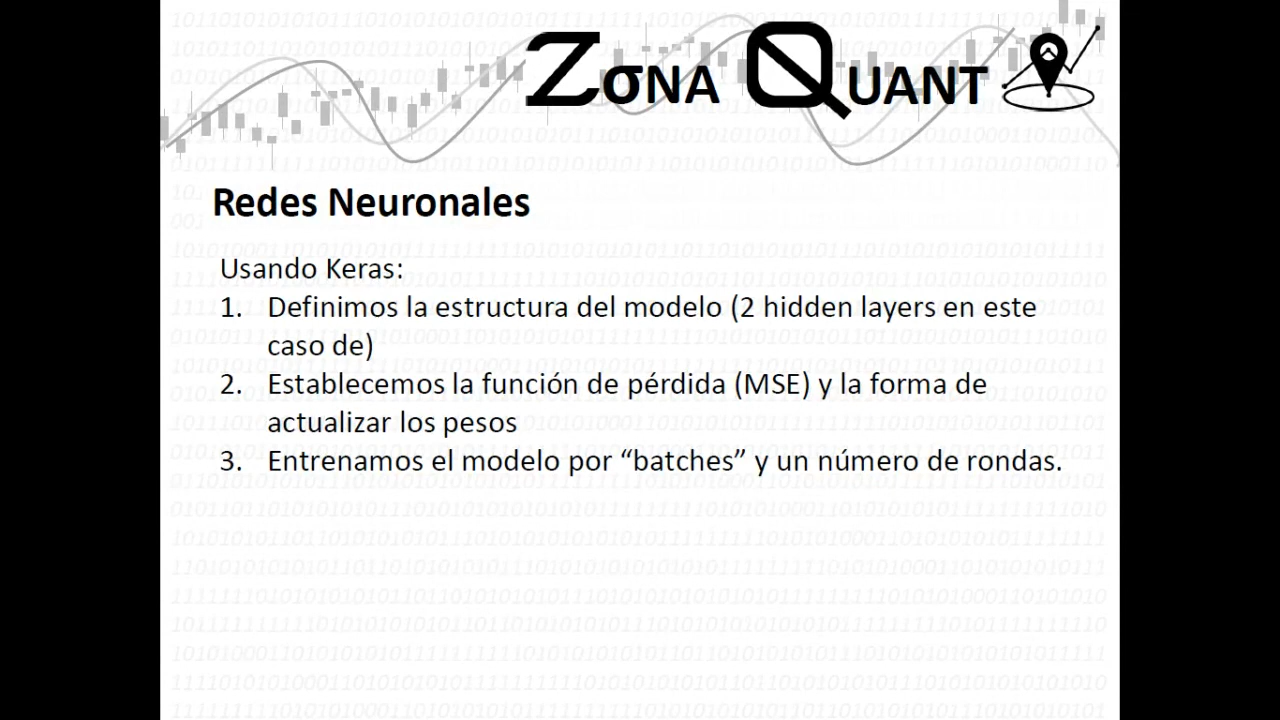 ZσNA QUANT
Redes Neuronales
Usando Keras:
1. Definimos la estructura del modelo (2 hidden layers en este
caso de)
2. Establecemos la función de pérdida (MSE) y la forma de
actualizar los pesos
3. Entrenamos el modelo por “batches” y un número de rondas.